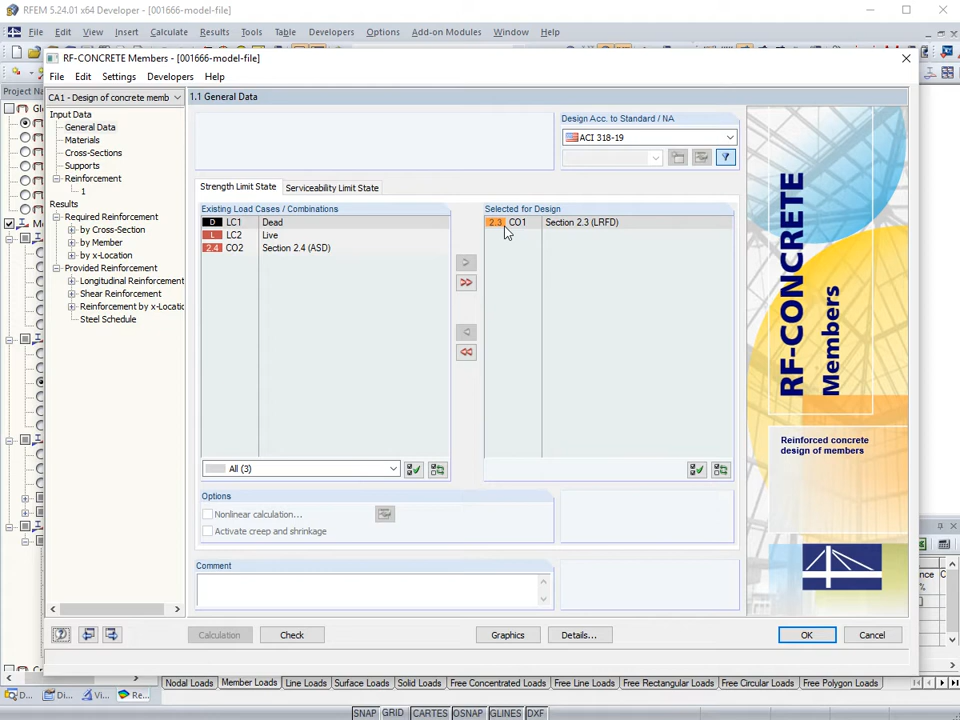 RFEM 5.24.01 x64 Developer - [001666-model-file]
File Edit View Insert Calculate Results Tools Table Developers Options Add-on Modules Window Help
RF-CONCRETE Members - [001666-model-file]
File Edit Settings Developers Help
CA1 - Design of concrete memb
1.1 General Data
Input Data
General Data
Materials
Cross-Sections
Supports
Reinforcement
1
Results
Required Reinforcement
by Cross-Section
by Member
by x-Location
Provided Reinforcement
Longitudinal Reinforcement
Shear Reinforcement
Reinforcement by x-Locatic
Steel Schedule
Design Acc. to Standard / NA
ACI 318-19
Strength Limit State Serviceability Limit State
Existing Load Cases / Combinations
D LC1 Dead
L LC2 Live
2.4 CO2 Section 2.4 (ASD)
All (3)
Selected for Design
2.3 CO1 Section 2.3 (LRFD)
Options
Nonlinear calculation...
Activate creep and shrinkage
Comment
RF-CONCRETE
Members
Reinforced concrete
design of members
Calculation Check Graphics Details... OK Cancel
Project Na
D... Di... Vi... Re...
Nodal Loads Member Loads Line Loads Surface Loads Solid Loads Free Concentrated Loads Free Line Loads Free Rectangular Loads Free Circular Loads Free Polygon Loads
SNAP GRID CARTES OSNAP GLINES DXF